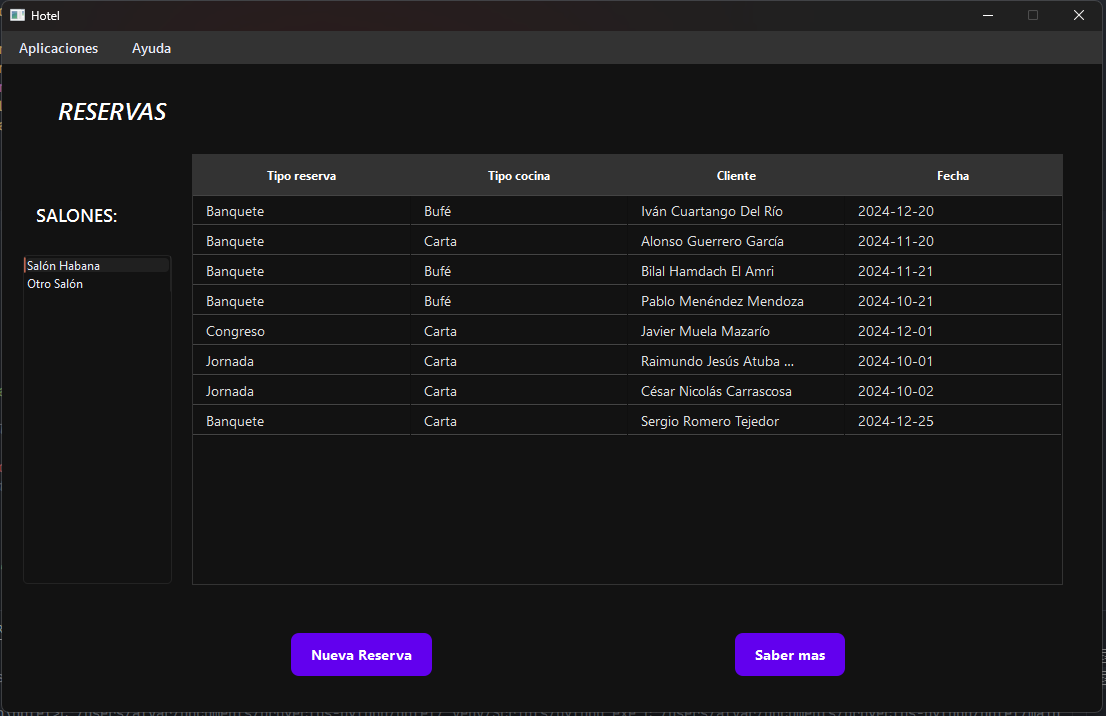 Hotel
Aplicaciones Ayuda
RESERVAS
SALONES:
Salón Habana
Otro Salón
Tipo reserva Tipo cocina Cliente Fecha
Banquete Bufé Iván Cuartango Del Río 2024-12-20
Banquete Carta Alonso Guerrero García 2024-11-20
Banquete Bufé Bilal Hamdach El Amri 2024-11-21
Banquete Bufé Pablo Menéndez Mendoza 2024-10-21
Congreso Carta Javier Muela Mazarío 2024-12-01
Jornada Carta Raimundo Jesús Atuba ... 2024-10-01
Jornada Carta César Nicolás Carrascosa 2024-10-02
Banquete Carta Sergio Romero Tejedor 2024-12-25
Nueva Reserva Saber mas